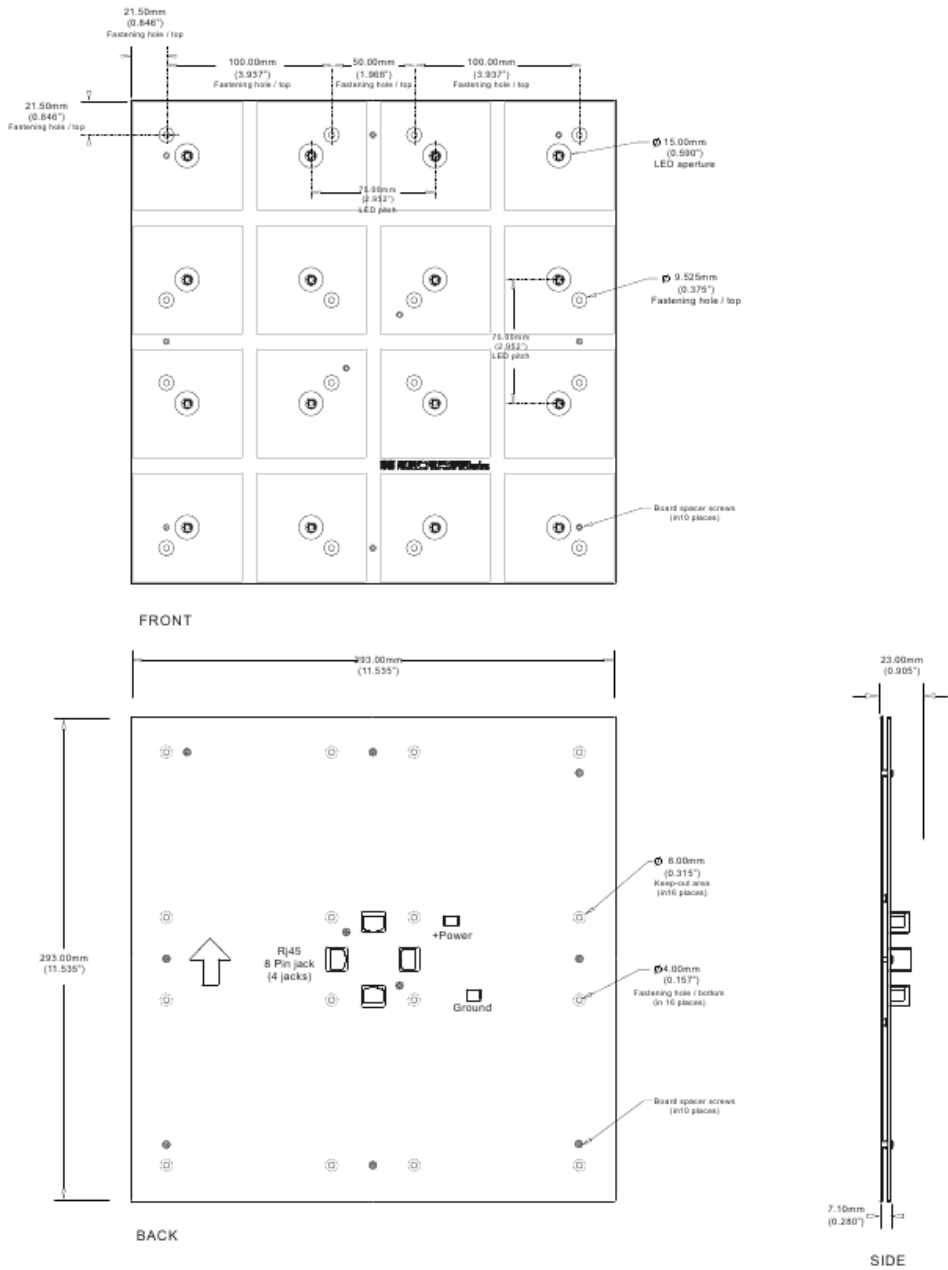 21.50mm
(0.846")
Fastening hole / top
100.00mm
(3.937")
Fastening hole / top
50.00mm
(1.968")
Fastening hole / top
100.00mm
(3.937")
Fastening hole / top
21.50mm
(0.846")
Fastening hole / top
Ø 15.00mm
(0.590")
LED aperture
75.00mm
(2.952")
LED pitch
Ø 9.525mm
(0.375")
Fastening hole / top
75.00mm
(2.952")
LED pitch
Board spacer screws
(in10 places)
FRONT
293.00mm
(11.535")
23.00mm
(0.905")
Ø 8.00mm
(0.315")
Keep-out area
(in16 places)
+Power
Rj45
8 Pin jack
(4 jacks)
293.00mm
(11.535")
Ø4.00mm
(0.157")
Fastening hole / bottom
(in 16 places)
Ground
Board spacer screws
(in10 places)
7.10mm
(0.280")
BACK
SIDE